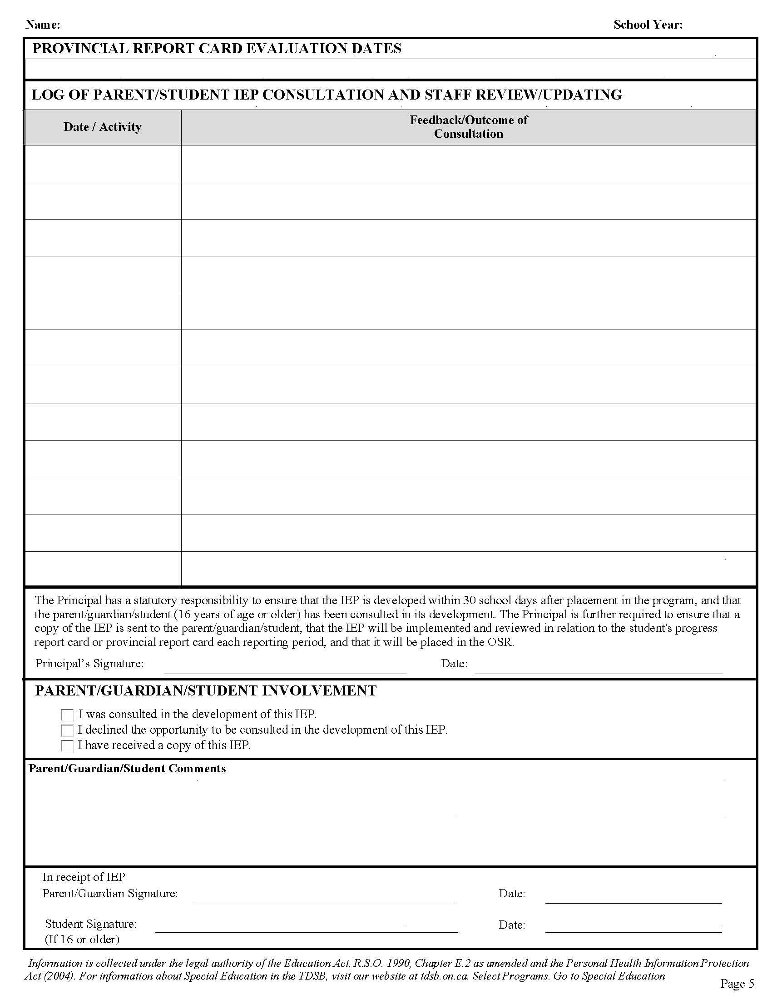 Name: School Year:
PROVINCIAL REPORT CARD EVALUATION DATES
LOG OF PARENT/STUDENT IEP CONSULTATION AND STAFF REVIEW/UPDATING
Date / Activity
Feedback/Outcome of
Consultation
The Principal has a statutory responsibility to ensure that the IEP is developed within 30 school days after placement in the program, and that
the parent/guardian/student (16 years of age or older) has been consulted in its development. The Principal is further required to ensure that a
copy of the IEP is sent to the parent/guardian/student, that the IEP will be implemented and reviewed in relation to the student's progress
report card or provincial report card each reporting period, and that it will be placed in the OSR.
Principal’s Signature: Date:
PARENT/GUARDIAN/STUDENT INVOLVEMENT
I was consulted in the development of this IEP.
I declined the opportunity to be consulted in the development of this IEP.
I have received a copy of this IEP.
Parent/Guardian/Student Comments
In receipt of IEP
Parent/Guardian Signature: Date:
Student Signature: Date:
(If 16 or older)
Information is collected under the legal authority of the Education Act, R.S.O. 1990, Chapter E.2 as amended and the Personal Health Information Protection
Act (2004). For information about Special Education in the TDSB, visit our website at tdsb.on.ca. Select Programs. Go to Special Education
Page 5